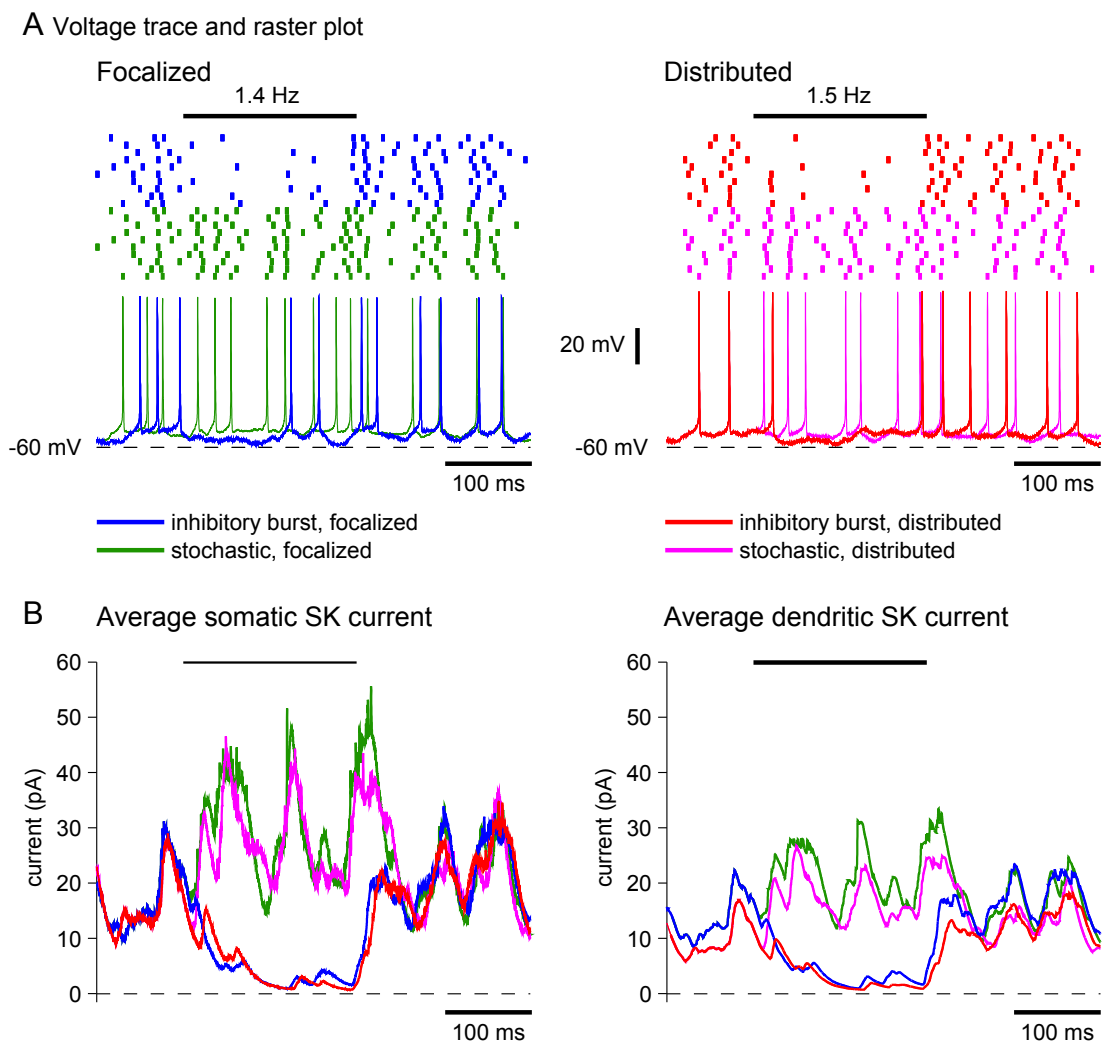 A Voltage trace and raster plot
Focalized
1.4 Hz
Distributed
1.5 Hz
20 mV
-60 mV
100 ms
-60 mV
100 ms
inhibitory burst, focalized
stochastic, focalized
inhibitory burst, distributed
stochastic, distributed
B Average somatic SK current
60
50
40
30
20
10
0
current (pA)
100 ms
Average dendritic SK current
60
50
40
30
20
10
0
current (pA)
100 ms